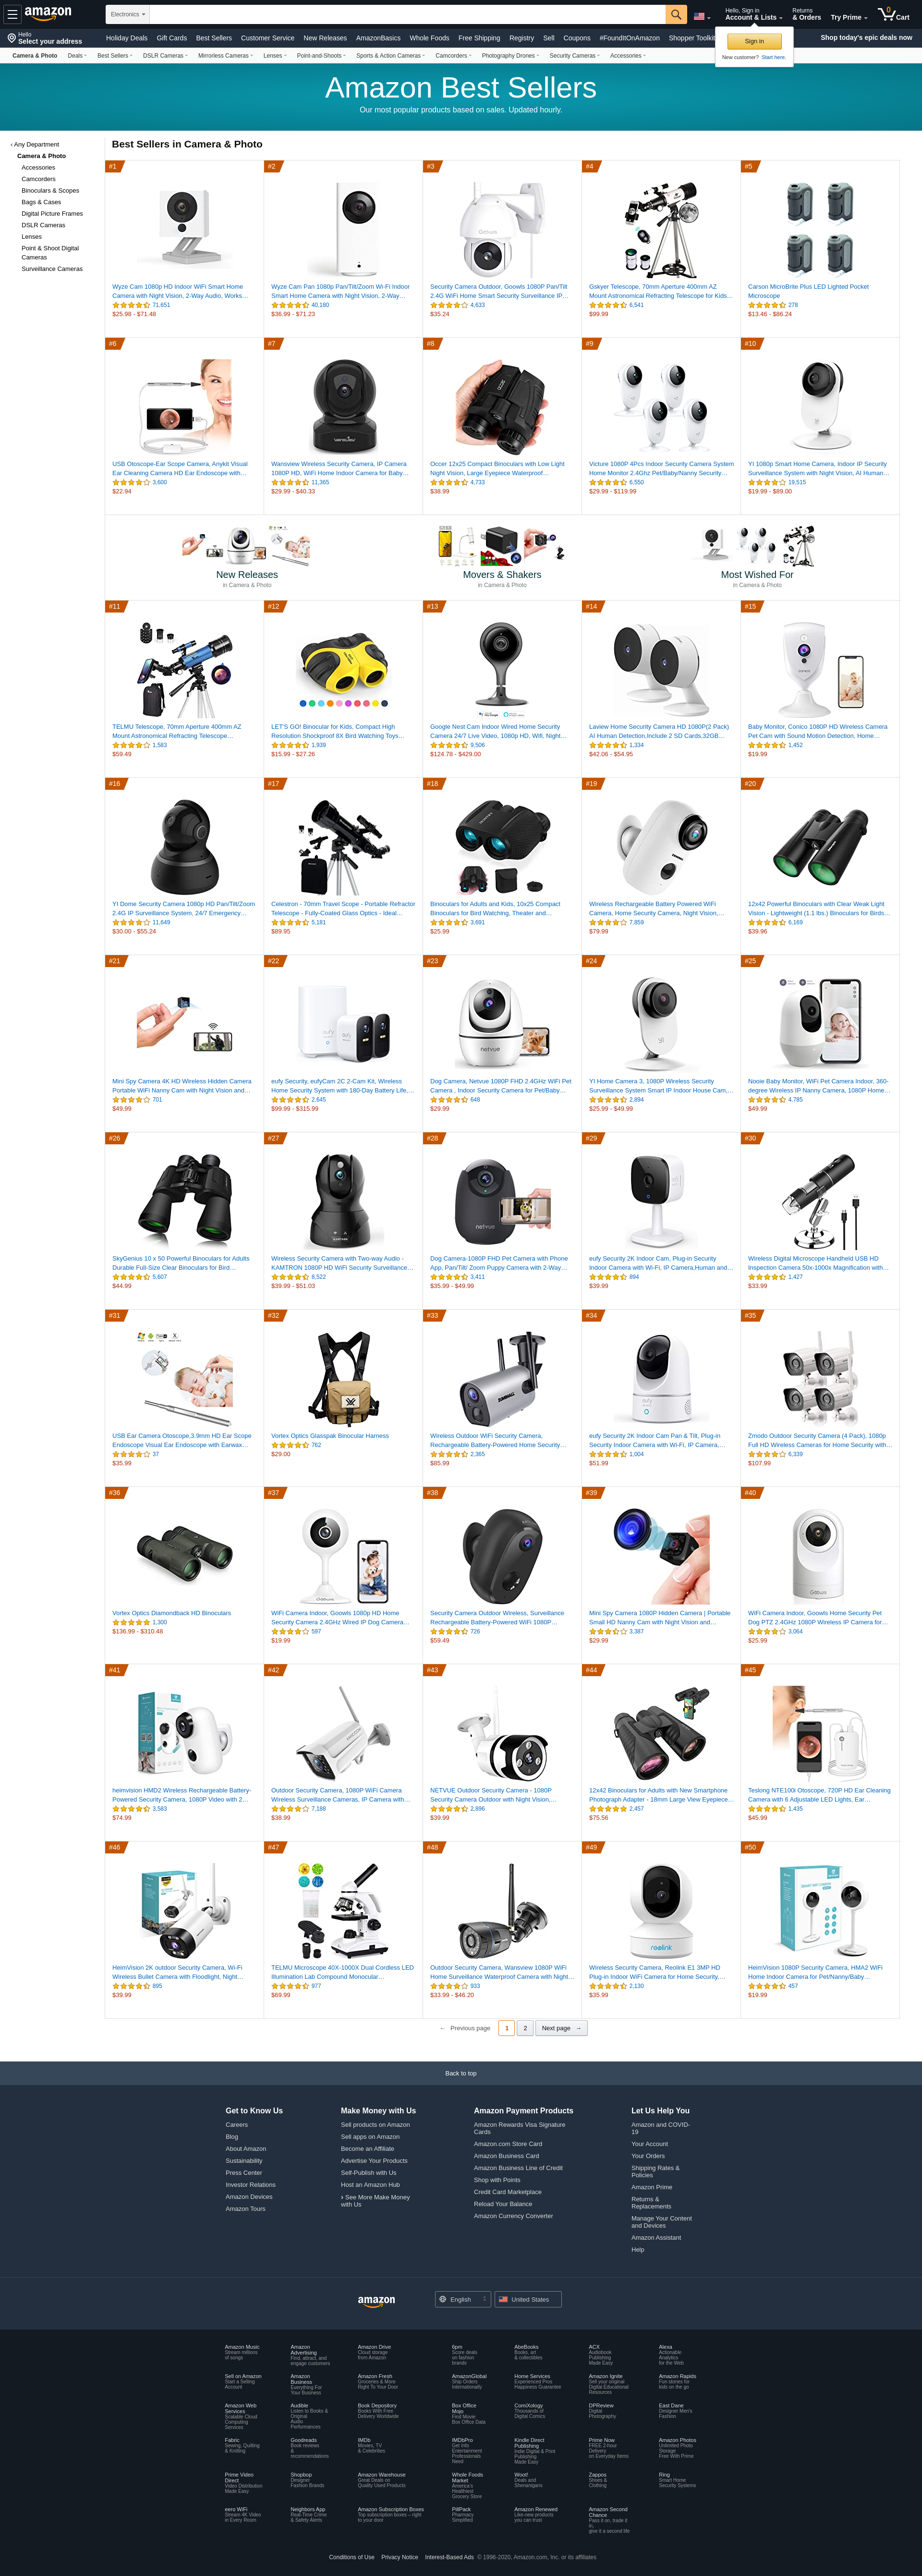 amazon
Electronics
Hello, Sign in
Account & Lists
Returns
& Orders
Try Prime
0
Cart
Hello
Select your address
Holiday Deals
Gift Cards
Best Sellers
Customer Service
New Releases
AmazonBasics
Whole Foods
Free Shipping
Registry
Sell
Coupons
#FoundItOnAmazon
Shopper Toolkit
Shop today's epic deals now
Sign in
New customer? Start here.
Camera & Photo
Deals
Best Sellers
DSLR Cameras
Mirrorless Cameras
Lenses
Point-and-Shoots
Sports & Action Cameras
Camcorders
Photography Drones
Security Cameras
Accessories
Amazon Best Sellers
Our most popular products based on sales. Updated hourly.
‹ Any Department
Camera & Photo
Accessories
Camcorders
Binoculars & Scopes
Bags & Cases
Digital Picture Frames
DSLR Cameras
Lenses
Point & Shoot Digital
Cameras
Surveillance Cameras
Best Sellers in Camera & Photo
#1
Wyze Cam 1080p HD Indoor WiFi Smart Home
Camera with Night Vision, 2-Way Audio, Works…
71,651
$25.98 - $71.48
#2
Wyze Cam Pan 1080p Pan/Tilt/Zoom Wi-Fi Indoor
Smart Home Camera with Night Vision, 2-Way…
40,180
$36.99 - $71.23
#3
Security Camera Outdoor, Goowls 1080P Pan/Tilt
2.4G WiFi Home Smart Security Surveillance IP…
4,633
$35.24
#4
Gskyer Telescope, 70mm Aperture 400mm AZ
Mount Astronomical Refracting Telescope for Kids…
6,541
$99.99
#5
Carson MicroBrite Plus LED Lighted Pocket
Microscope
278
$13.46 - $86.24
#6
USB Otoscope-Ear Scope Camera, Anykit Visual
Ear Cleaning Camera HD Ear Endoscope with…
3,600
$22.94
#7
Wansview Wireless Security Camera, IP Camera
1080P HD, WiFi Home Indoor Camera for Baby…
11,365
$29.99 - $40.33
#8
Occer 12x25 Compact Binoculars with Low Light
Night Vision, Large Eyepiece Waterproof…
4,733
$38.99
#9
Victure 1080P 4Pcs Indoor Security Camera System
Home Monitor 2.4Ghz Pet/Baby/Nanny Security…
6,550
$29.99 - $119.99
#10
YI 1080p Smart Home Camera, Indoor IP Security
Surveillance System with Night Vision, AI Human…
19,515
$19.99 - $89.00
New Releases
in Camera & Photo
Movers & Shakers
in Camera & Photo
Most Wished For
in Camera & Photo
#11
TELMU Telescope, 70mm Aperture 400mm AZ
Mount Astronomical Refracting Telescope…
1,583
$59.49
#12
LET'S GO! Binocular for Kids, Compact High
Resolution Shockproof 8X Bird Watching Toys…
1,939
$15.99 - $27.26
#13
Google Nest Cam Indoor Wired Home Security
Camera 24/7 Live Video, 1080p HD, Wifi, Night…
9,506
$124.78 - $429.00
#14
Laview Home Security Camera HD 1080P(2 Pack)
AI Human Detection,Include 2 SD Cards,32GB…
1,334
$42.06 - $54.95
#15
Baby Monitor, Conico 1080P HD Wireless Camera
Pet Cam with Sound Motion Detection, Home…
1,452
$19.99
#16
YI Dome Security Camera 1080p HD Pan/Tilt/Zoom
2.4G IP Surveillance System, 24/7 Emergency…
11,649
$30.00 - $55.24
#17
Celestron - 70mm Travel Scope - Portable Refractor
Telescope - Fully-Coated Glass Optics - Ideal…
5,181
$89.95
#18
Binoculars for Adults and Kids, 10x25 Compact
Binoculars for Bird Watching, Theater and…
3,691
$25.99
#19
Wireless Rechargeable Battery Powered WiFi
Camera, Home Security Camera, Night Vision,…
7,859
$79.99
#20
12x42 Powerful Binoculars with Clear Weak Light
Vision - Lightweight (1.1 lbs.) Binoculars for Birds…
6,169
$39.96
#21
Mini Spy Camera 4K HD Wireless Hidden Camera
Portable WiFi Nanny Cam with Night Vision and…
701
$49.99
#22
eufy Security, eufyCam 2C 2-Cam Kit, Wireless
Home Security System with 180-Day Battery Life,…
2,645
$99.99 - $315.99
#23
Dog Camera, Netvue 1080P FHD 2.4GHz WiFi Pet
Camera , Indoor Security Camera for Pet/Baby…
648
$29.99
#24
YI Home Camera 3, 1080P Wireless Security
Surveillance System Smart IP Indoor House Cam,…
2,894
$25.99 - $49.99
#25
Nooie Baby Monitor, WiFi Pet Camera Indoor, 360-
degree Wireless IP Nanny Camera, 1080P Home…
4,785
$49.99
#26
SkyGenius 10 x 50 Powerful Binoculars for Adults
Durable Full-Size Clear Binoculars for Bird…
5,607
$44.99
#27
Wireless Security Camera with Two-way Audio -
KAMTRON 1080P HD WiFi Security Surveillance…
8,522
$39.99 - $51.03
#28
Dog Camera-1080P FHD Pet Camera with Phone
App, Pan/Tilt/ Zoom Puppy Camera with 2-Way…
3,411
$35.99 - $49.99
#29
eufy Security 2K Indoor Cam, Plug-in Security
Indoor Camera with Wi-Fi, IP Camera,Human and…
894
$39.99
#30
Wireless Digital Microscope Handheld USB HD
Inspection Camera 50x-1000x Magnification with…
1,427
$33.99
#31
USB Ear Camera Otoscope,3.9mm HD Ear Scope
Endoscope Visual Ear Endoscope with Earwax…
37
$35.99
#32
Vortex Optics Glasspak Binocular Harness
762
$29.00
#33
Wireless Outdoor WiFi Security Camera,
Rechargeable Battery-Powered Home Security…
2,365
$85.99
#34
eufy Security 2K Indoor Cam Pan & Tilt, Plug-in
Security Indoor Camera with Wi-Fi, IP Camera,…
1,004
$51.99
#35
Zmodo Outdoor Security Camera (4 Pack), 1080p
Full HD Wireless Cameras for Home Security with…
6,339
$107.99
#36
Vortex Optics Diamondback HD Binoculars
1,300
$136.99 - $310.48
#37
WiFi Camera Indoor, Goowls 1080p HD Home
Security Camera 2.4GHz Wired IP Dog Camera…
597
$19.99
#38
Security Camera Outdoor Wireless, Surveillance
Rechargeable Battery-Powered WiFi 1080P…
726
$59.49
#39
Mini Spy Camera 1080P Hidden Camera | Portable
Small HD Nanny Cam with Night Vision and…
3,387
$29.99
#40
WiFi Camera Indoor, Goowls Home Security Pet
Dog PTZ 2.4GHz 1080P Wireless IP Camera for…
3,064
$25.99
#41
heimvision HMD2 Wireless Rechargeable Battery-
Powered Security Camera, 1080P Video with 2…
3,583
$74.99
#42
Outdoor Security Camera, 1080P WiFi Camera
Wireless Surveillance Cameras, IP Camera with…
7,188
$38.99
#43
NETVUE Outdoor Security Camera - 1080P
Security Camera Outdoor with Night Vision,…
2,896
$39.99
#44
12x42 Binoculars for Adults with New Smartphone
Photograph Adapter - 18mm Large View Eyepiece…
2,457
$75.56
#45
Teslong NTE100i Otoscope, 720P HD Ear Cleaning
Camera with 6 Adjustable LED Lights, Ear…
1,435
$45.99
#46
HeimVision 2K outdoor Security Camera, Wi-Fi
Wireless Bullet Camera with Floodlight, Night…
895
$39.99
#47
TELMU Microscope 40X-1000X Dual Cordless LED
Illumination Lab Compound Monocular…
977
$69.99
#48
Outdoor Security Camera, Wansview 1080P WiFi
Home Surveillance Waterproof Camera with Night…
933
$33.99 - $46.20
#49
Wireless Security Camera, Reolink E1 3MP HD
Plug-in Indoor WiFi Camera for Home Security,…
2,130
$35.99
#50
HeimVision 1080P Security Camera, HMA2 WiFi
Home Indoor Camera for Pet/Nanny/Baby…
457
$19.99
← Previous page
1
2
Next page →
Back to top
Get to Know Us
Careers
Blog
About Amazon
Sustainability
Press Center
Investor Relations
Amazon Devices
Amazon Tours
Make Money with Us
Sell products on Amazon
Sell apps on Amazon
Become an Affiliate
Advertise Your Products
Self-Publish with Us
Host an Amazon Hub
› See More Make Money
with Us
Amazon Payment Products
Amazon Rewards Visa Signature
Cards
Amazon.com Store Card
Amazon Business Card
Amazon Business Line of Credit
Shop with Points
Credit Card Marketplace
Reload Your Balance
Amazon Currency Converter
Let Us Help You
Amazon and COVID-
19
Your Account
Your Orders
Shipping Rates &
Policies
Amazon Prime
Returns &
Replacements
Manage Your Content
and Devices
Amazon Assistant
Help
amazon
English
United States
Amazon Music
Stream millions
of songs
Amazon
Advertising
Find, attract, and
engage customers
Amazon Drive
Cloud storage
from Amazon
6pm
Score deals
on fashion
brands
AbeBooks
Books, art
& collectibles
ACX
Audiobook
Publishing
Made Easy
Alexa
Actionable
Analytics
for the Web
Sell on Amazon
Start a Selling
Account
Amazon
Business
Everything For
Your Business
Amazon Fresh
Groceries & More
Right To Your Door
AmazonGlobal
Ship Orders
Internationally
Home Services
Experienced Pros
Happiness Guarantee
Amazon Ignite
Sell your original
Digital Educational
Resources
Amazon Rapids
Fun stories for
kids on the go
Amazon Web
Services
Scalable Cloud
Computing
Services
Audible
Listen to Books &
Original
Audio
Performances
Book Depository
Books With Free
Delivery Worldwide
Box Office
Mojo
Find Movie
Box Office Data
ComiXology
Thousands of
Digital Comics
DPReview
Digital
Photography
East Dane
Designer Men's
Fashion
Fabric
Sewing, Quilting
& Knitting
Goodreads
Book reviews
&
recommendations
IMDb
Movies, TV
& Celebrities
IMDbPro
Get Info
Entertainment
Professionals
Need
Kindle Direct
Publishing
Indie Digital & Print
Publishing
Made Easy
Prime Now
FREE 2-hour
Delivery
on Everyday Items
Amazon Photos
Unlimited Photo
Storage
Free With Prime
Prime Video
Direct
Video Distribution
Made Easy
Shopbop
Designer
Fashion Brands
Amazon Warehouse
Great Deals on
Quality Used Products
Whole Foods
Market
America's
Healthiest
Grocery Store
Woot!
Deals and
Shenanigans
Zappos
Shoes &
Clothing
Ring
Smart Home
Security Systems
eero WiFi
Stream 4K Video
in Every Room
Neighbors App
Real-Time Crime
& Safety Alerts
Amazon Subscription Boxes
Top subscription boxes – right
to your door
PillPack
Pharmacy
Simplified
Amazon Renewed
Like-new products
you can trust
Amazon Second
Chance
Pass it on, trade it
in,
give it a second life
Conditions of Use
Privacy Notice
Interest-Based Ads
© 1996-2020, Amazon.com, Inc. or its affiliates